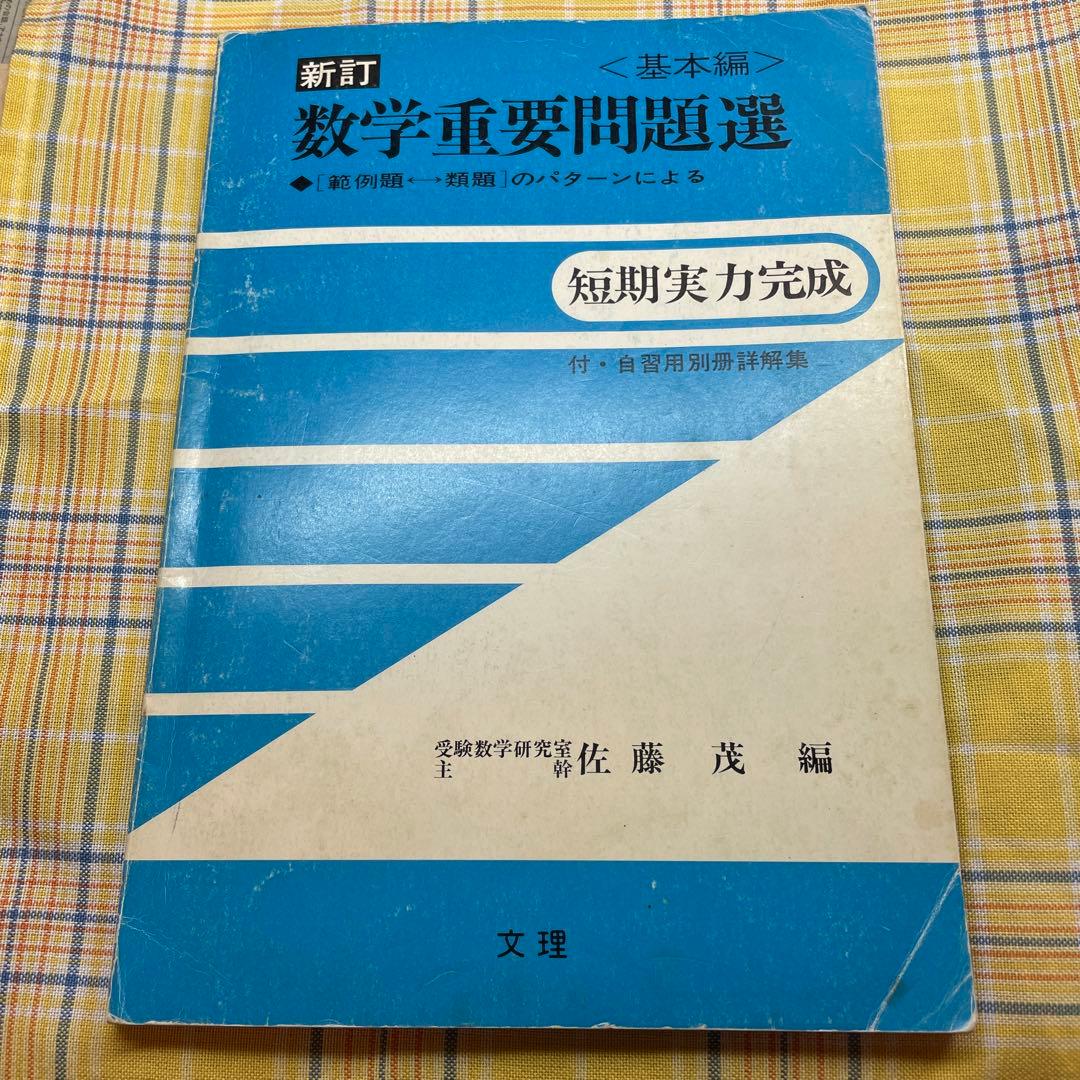 新訂 <基本編>
数学重要問題選
◆[範例題↔類題]のパターンによる
短期実力完成
付・自習用別冊詳解集
受験数学研究室
主幹 佐藤 茂 編
文理